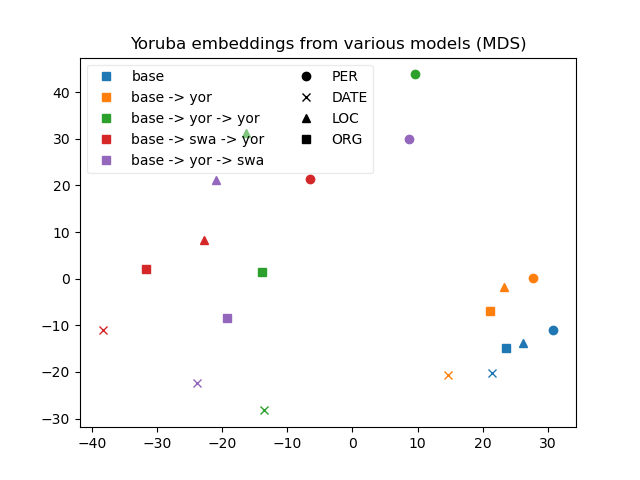 Yoruba embeddings from various models (MDS)
base
base -> yor
base -> yor -> yor
base -> swa -> yor
base -> yor -> swa
PER
DATE
LOC
ORG
40
30
20
10
0
−10
−20
−30
−40 −30 −20 −10 0 10 20 30